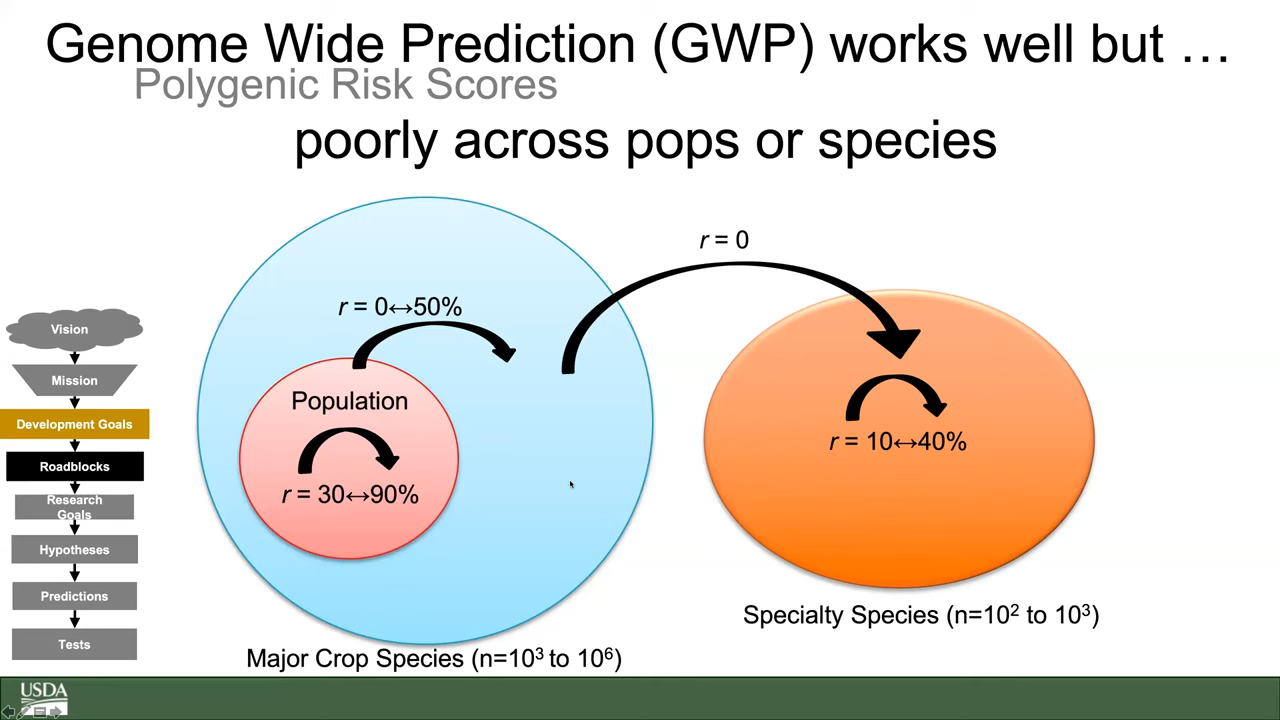 Genome Wide Prediction (GWP) works well but …
Polygenic Risk Scores
poorly across pops or species
r = 0
r = 0↔50%
Population
r = 30↔90%
r = 10↔40%
Specialty Species (n=10² to 10³)
Major Crop Species (n=10³ to 10⁶)
Vision
Mission
Development Goals
Roadblocks
Research
Goals
Hypotheses
Predictions
Tests
USDA